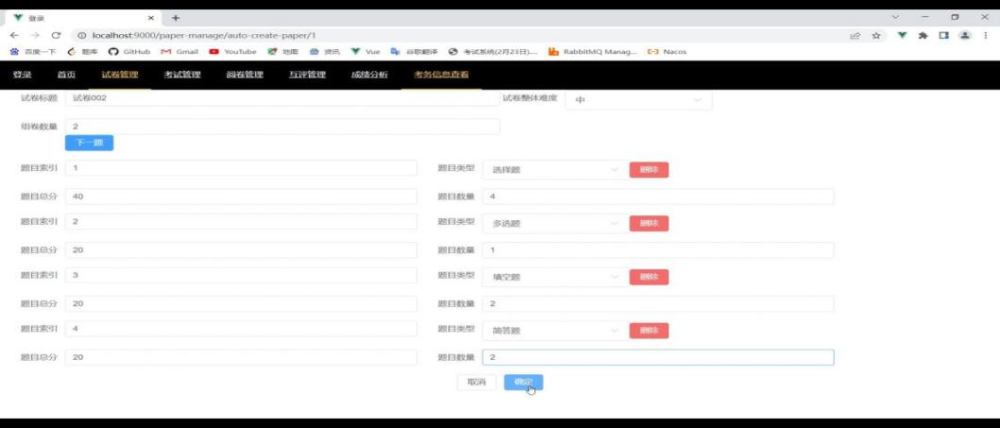 登录
localhost:9000/paper-manage/auto-create-paper/1
百度一下 题库 GitHub Gmail YouTube 地图 资讯 Vue 谷歌翻译 考试系统(2月23日).... RabbitMQ Manag... Nacos
登录 首页 试卷管理 考试管理 阅卷管理 互评管理 成绩分析 考务信息查看
试卷标题 试卷002 试卷整体难度 中
组卷数量 2
下一题
题目索引 1 题目类型 选择题 删除
题目总分 40 题目数量 4
题目索引 2 题目类型 多选题 删除
题目总分 20 题目数量 1
题目索引 3 题目类型 填空题 删除
题目总分 20 题目数量 2
题目索引 4 题目类型 简答题 删除
题目总分 20 题目数量 2
取消 确定